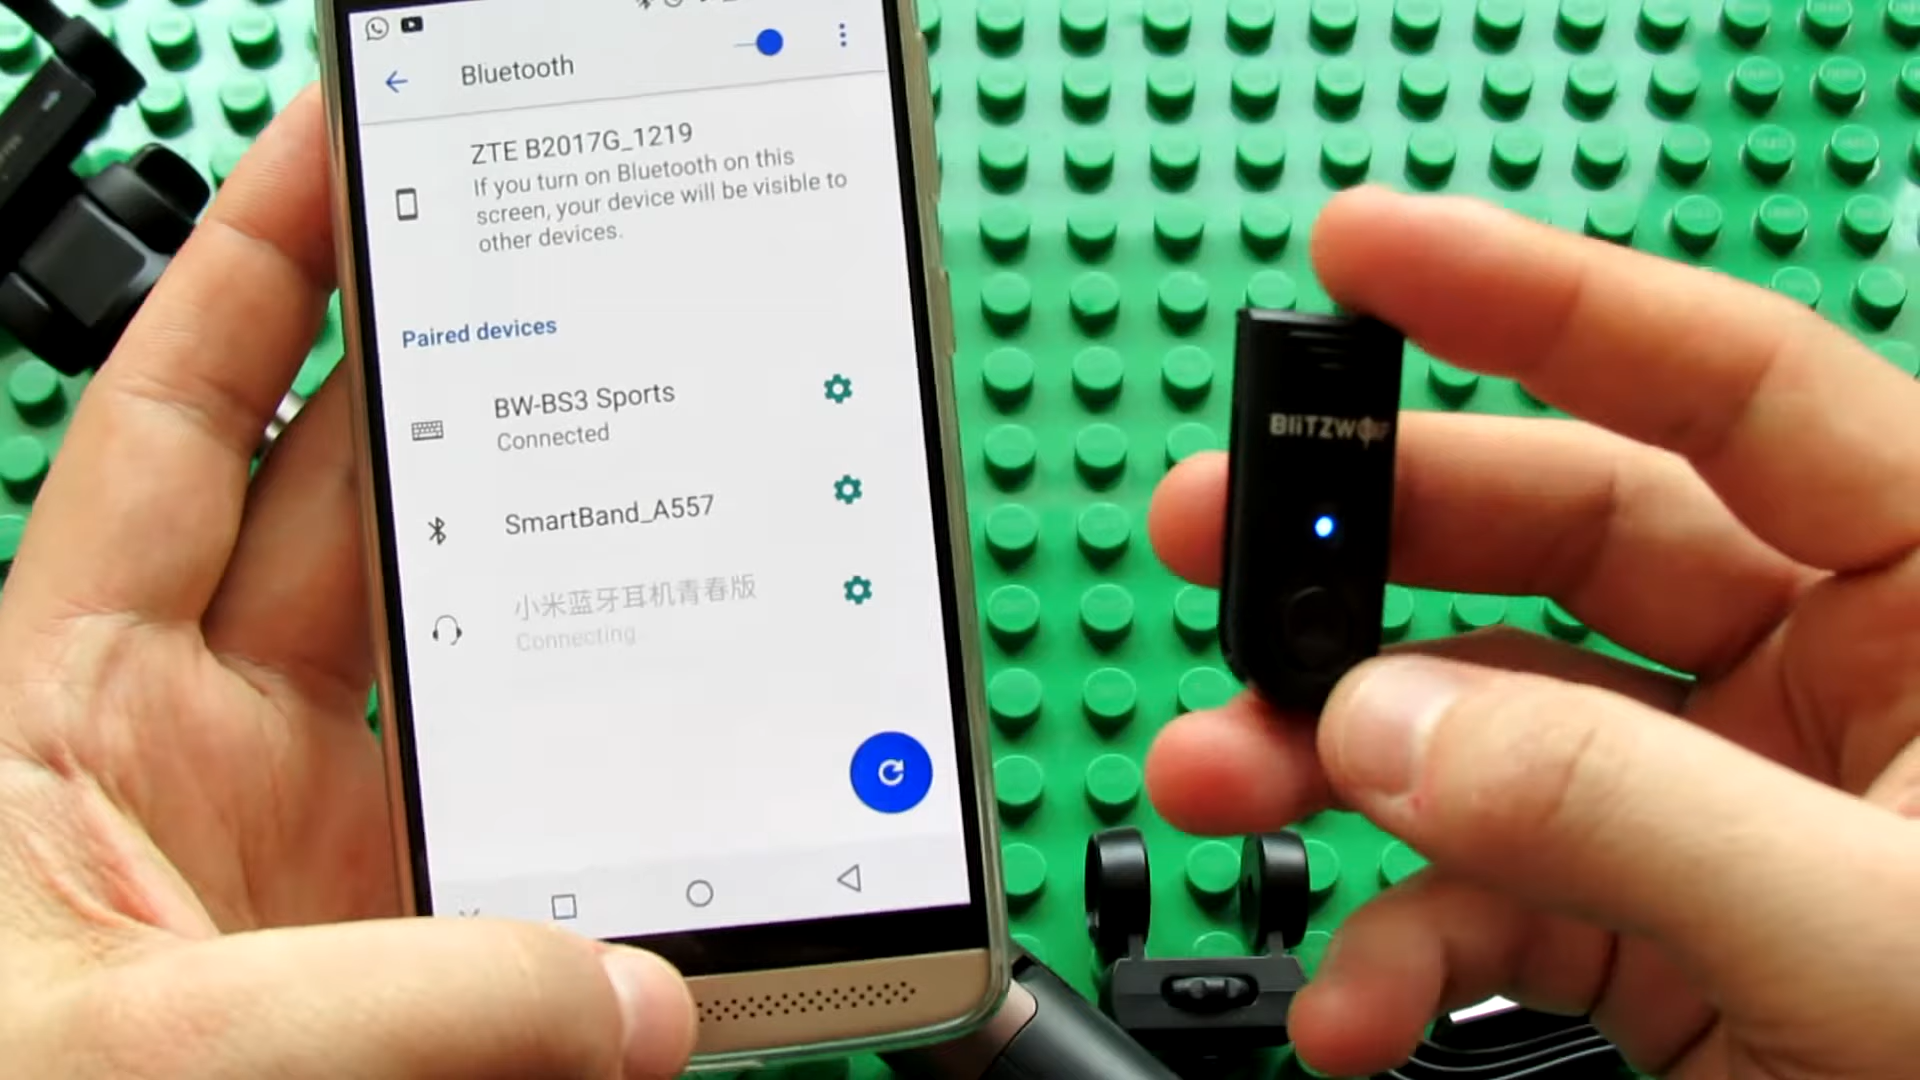 Bluetooth
ZTE B2017G_1219
If you turn on Bluetooth on this
screen, your device will be visible to
other devices.
Paired devices
BW-BS3 Sports
Connected
SmartBand_A557
小米蓝牙耳机青春版
Connecting
BLiTZWOLF